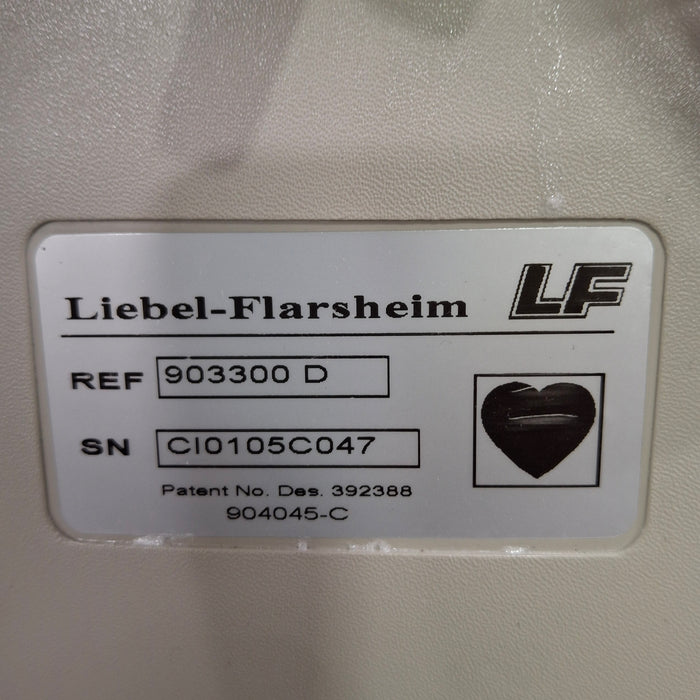 Liebel-Flarsheim LF
REF 903300 D
SN CI0105C047
Patent No. Des. 392388
904045-C